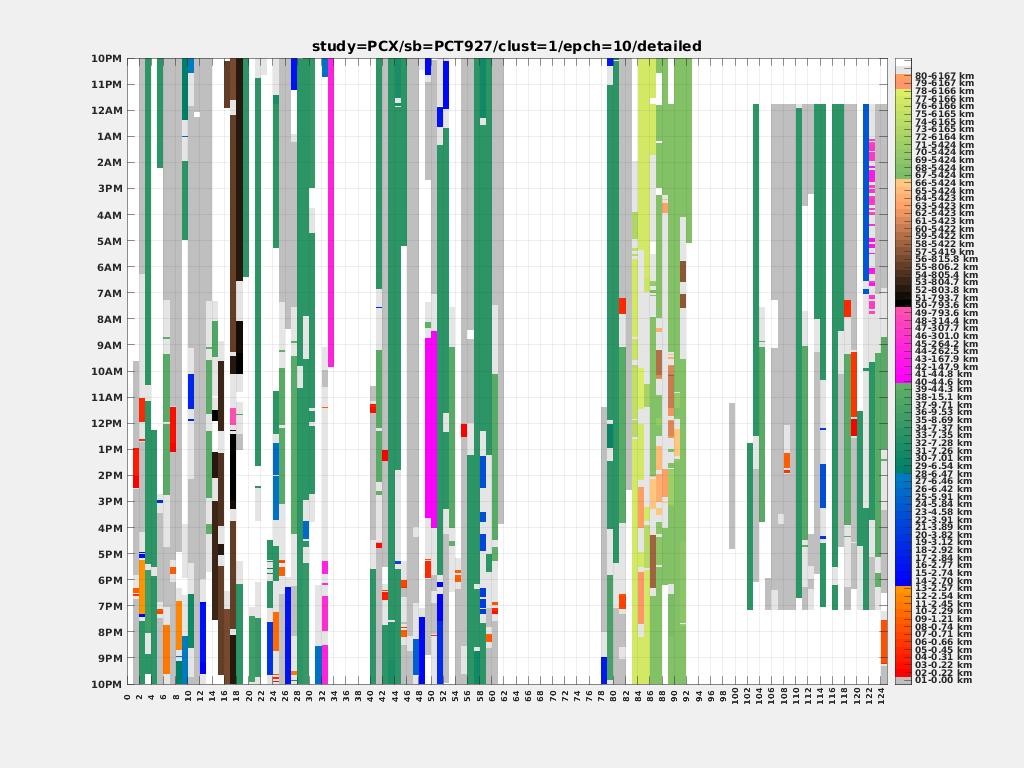 study=PCX/sb=PCT927/clust=1/epch=10/detailed
10PM
11PM
12AM
1AM
2AM
3PM
4AM
5AM
6AM
7AM
8AM
9AM
10AM
11AM
12PM
1PM
2PM
3PM
4PM
5PM
6PM
7PM
8PM
9PM
10PM
0 2 4 6 8 10 12 14 16 18 20 22 24 26 28 30 32 34 36 38 40 42 44 46 48 50 52 54 56 58 60 62 64 66 68 70 72 74 76 78 80 82 84 86 88 90 92 94 96 98 100 102 104 106 108 110 112 114 116 118 120 122 124
80-6167 km
79-6167 km
78-6166 km
77-6166 km
76-6166 km
75-6166 km
74-6165 km
73-6165 km
72-6164 km
71-5424 km
70-5424 km
69-5424 km
68-5424 km
67-5424 km
66-5424 km
65-5424 km
64-5423 km
63-5423 km
62-5423 km
61-5423 km
60-5422 km
59-5422 km
58-5422 km
57-5419 km
56-815.8 km
55-806.2 km
54-805.4 km
53-804.7 km
52-803.8 km
51-793.7 km
50-793.6 km
49-793.6 km
48-314.4 km
47-307.7 km
46-301.0 km
45-264.2 km
44-262.5 km
43-167.9 km
42-147.9 km
41-44.8 km
40-44.6 km
39-44.3 km
38-15.1 km
37-9.71 km
36-9.53 km
35-8.69 km
34-7.37 km
33-7.35 km
32-7.28 km
31-7.26 km
30-7.01 km
29-6.54 km
28-6.47 km
27-6.46 km
26-6.42 km
25-5.91 km
24-5.84 km
23-4.58 km
22-3.91 km
21-3.89 km
20-3.82 km
19-3.12 km
18-2.92 km
17-2.84 km
16-2.77 km
15-2.74 km
14-2.70 km
13-2.57 km
12-2.54 km
11-2.45 km
10-2.29 km
09-1.21 km
08-0.74 km
07-0.71 km
06-0.66 km
05-0.45 km
04-0.31 km
03-0.22 km
02-0.22 km
01-0.00 km